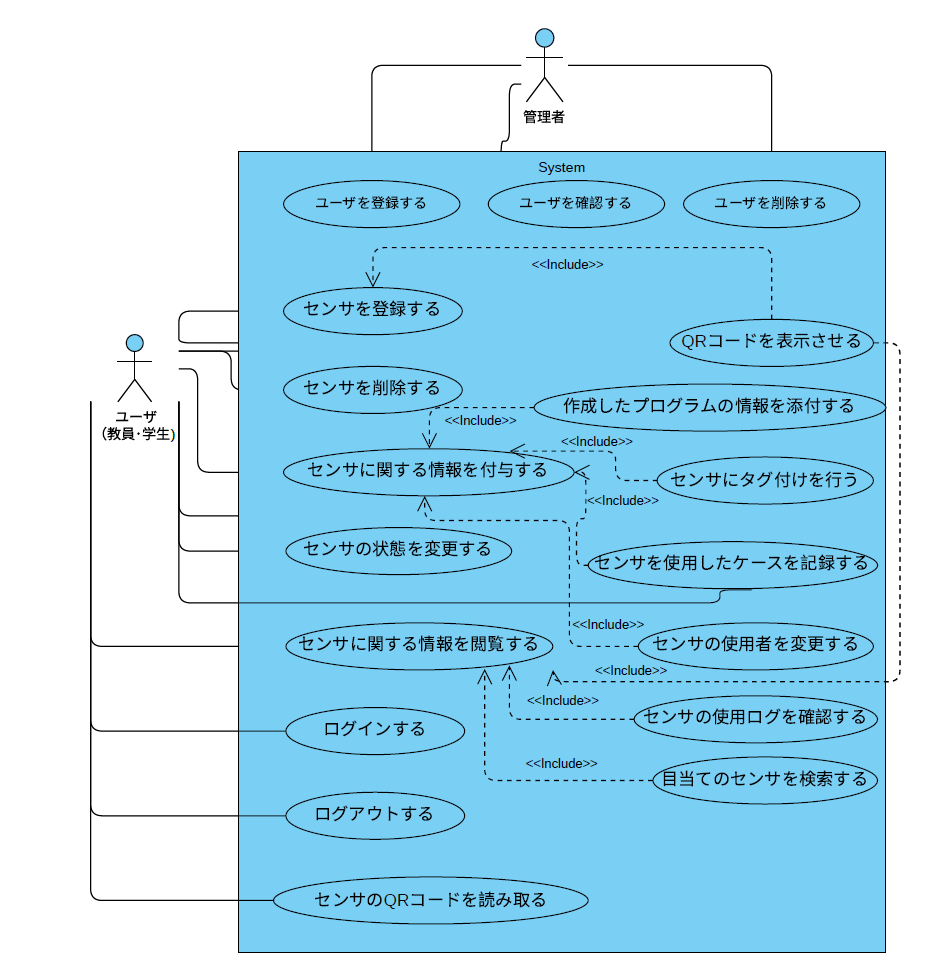 管理者
System
ユーザを登録する
ユーザを確認する
ユーザを削除する
<<Include>>
センサを登録する
QRコードを表示させる
ユーザ
（教員・学生)
センサを削除する
作成したプログラムの情報を添付する
<<Include>>
<<Include>>
センサに関する情報を付与する
センサにタグ付けを行う
<<Include>>
センサの状態を変更する
センサを使用したケースを記録する
<<Include>>
センサに関する情報を閲覧する
センサの使用者を変更する
<<Include>>
<<Include>>
センサの使用ログを確認する
ログインする
<<Include>>
目当てのセンサを検索する
ログアウトする
センサのQRコードを読み取る